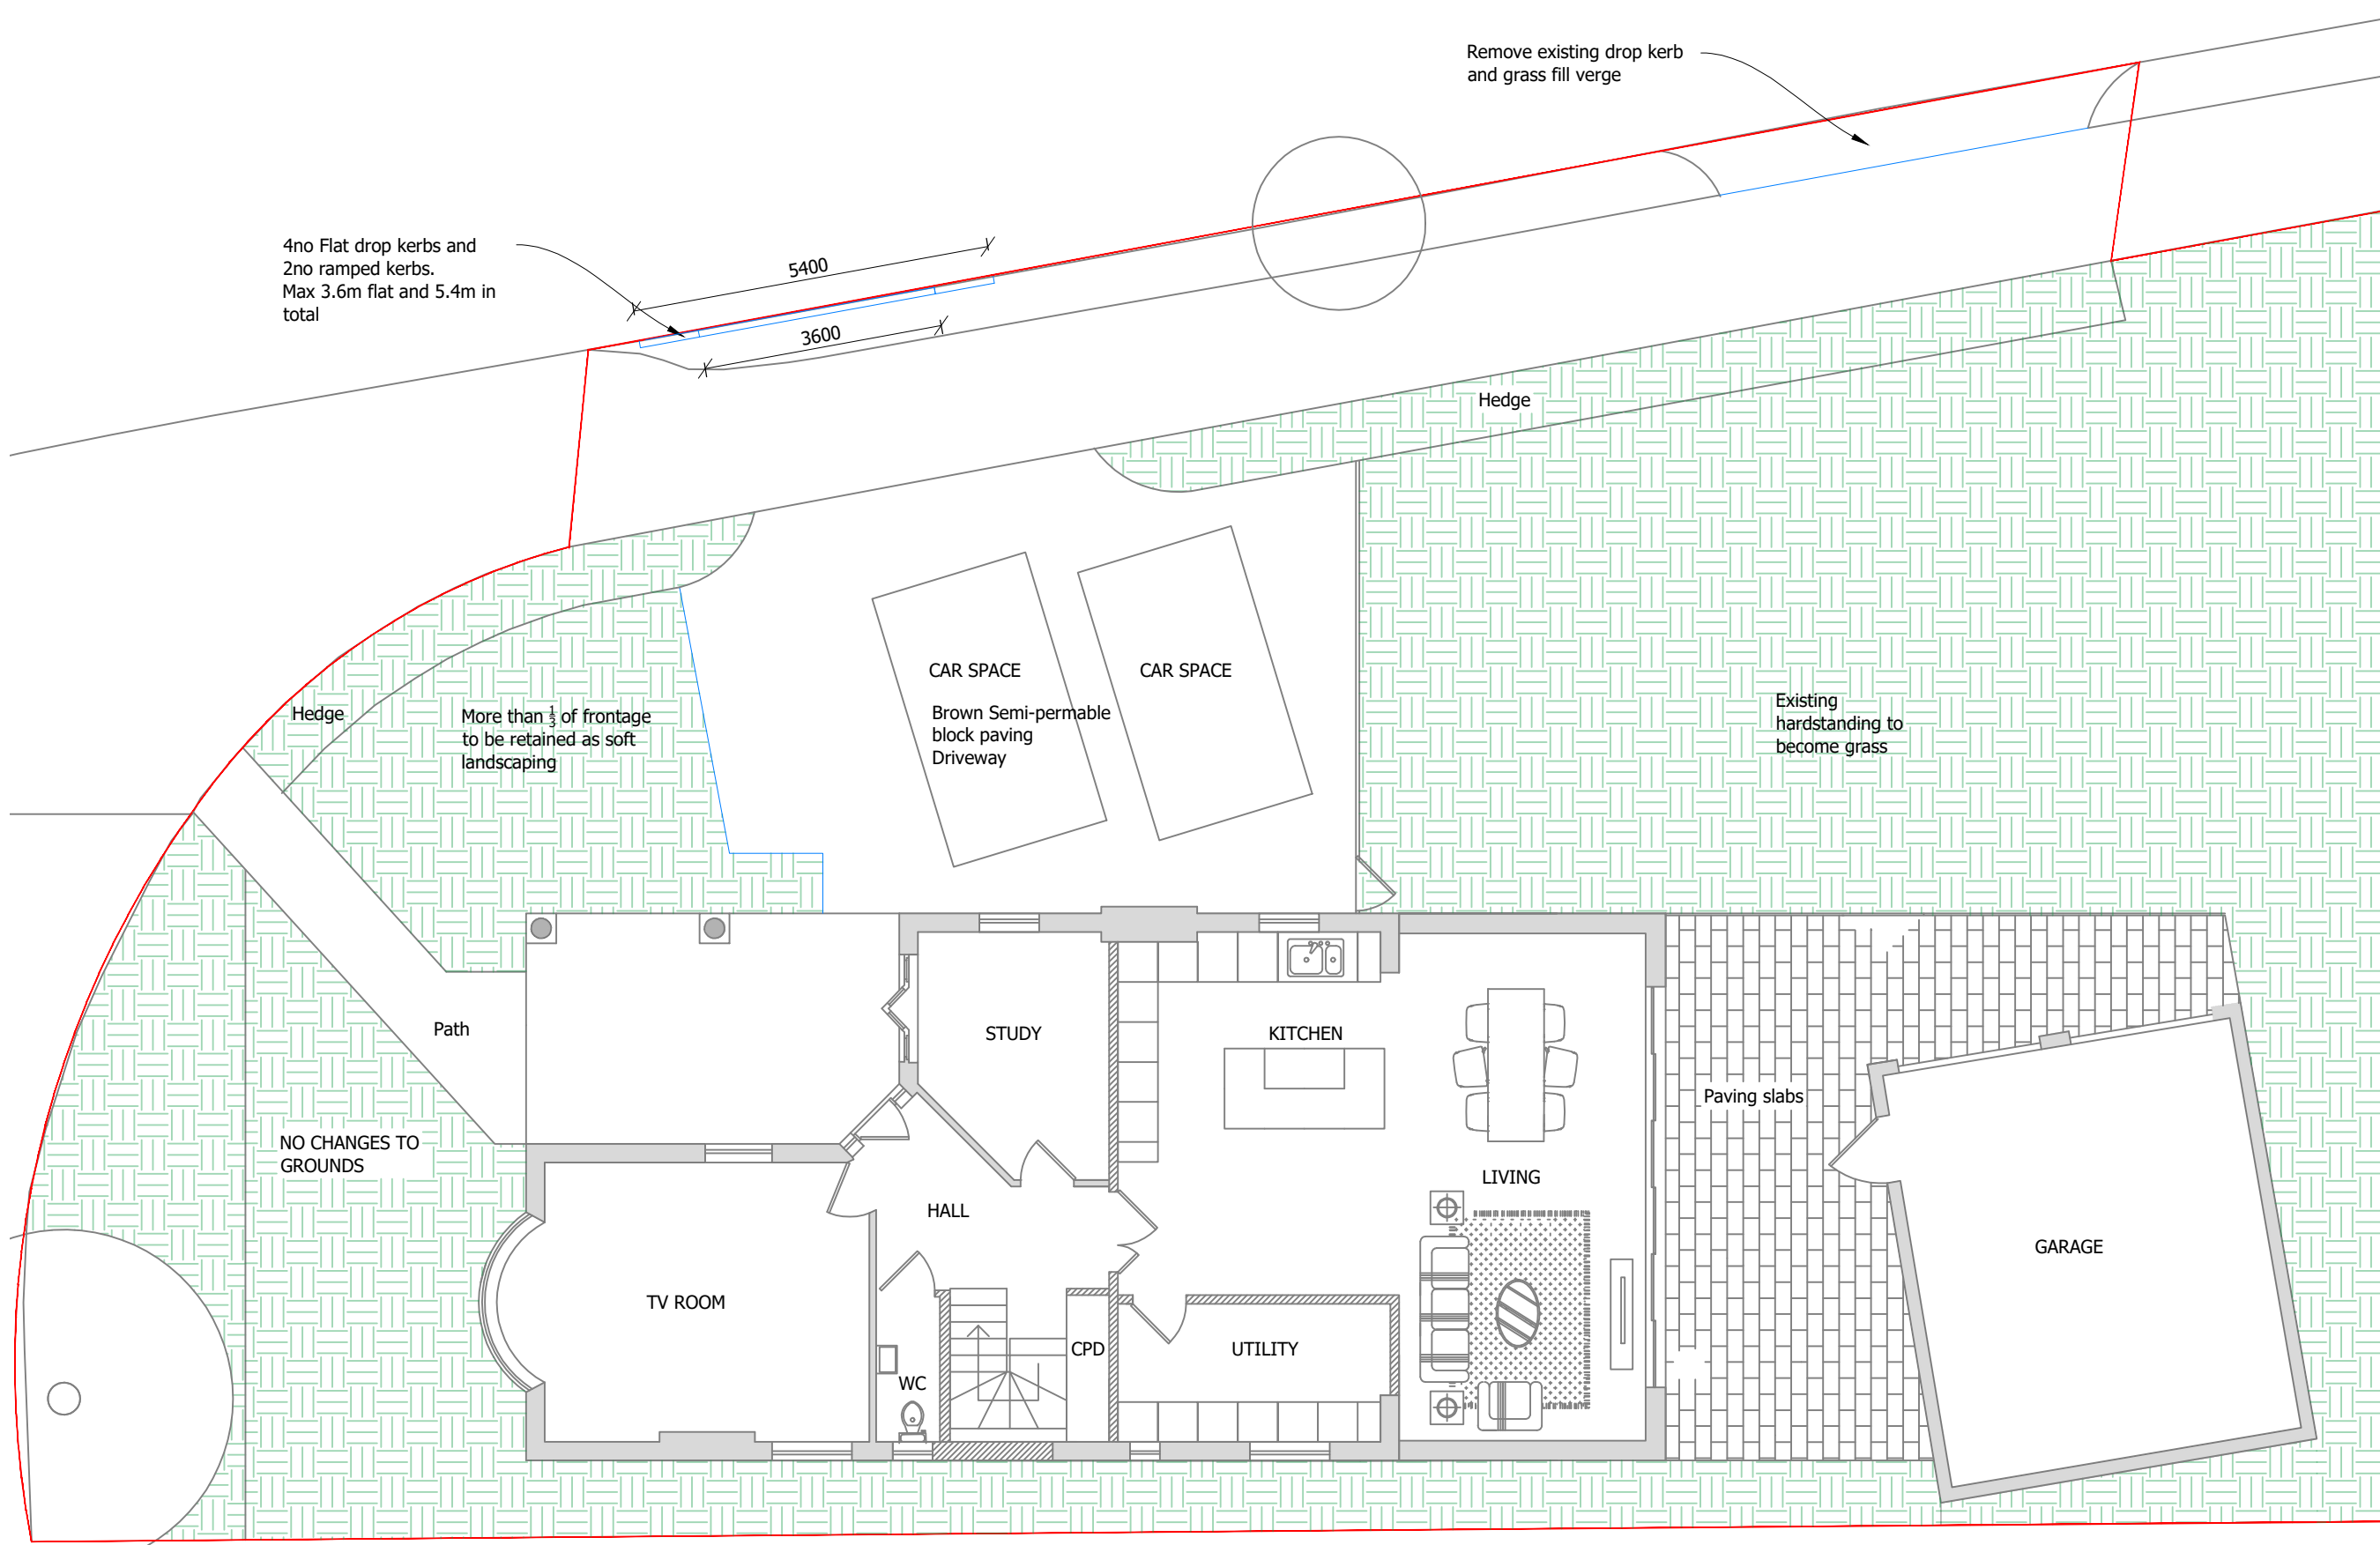 Remove existing drop kerb
and grass fill verge
4no Flat drop kerbs and
2no ramped kerbs.
Max 3.6m flat and 5.4m in
total
5400
3600
Hedge
CAR SPACE
CAR SPACE
Brown Semi-permable
block paving
Driveway
Hedge
More than 1/3 of frontage
to be retained as soft
landscaping
Existing
hardstanding to
become grass
Path
STUDY
KITCHEN
Paving slabs
NO CHANGES TO
GROUNDS
LIVING
HALL
GARAGE
TV ROOM
CPD
UTILITY
WC